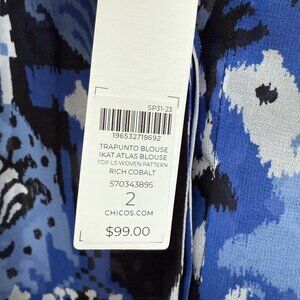 SP31-23
196532719692
TRAPUNTO BLOUSE
IKAT ATLAS BLOUSE
TOP LS WOVEN PATTERN
RICH COBALT
570343895
2
CHICOS.COM
$99.00